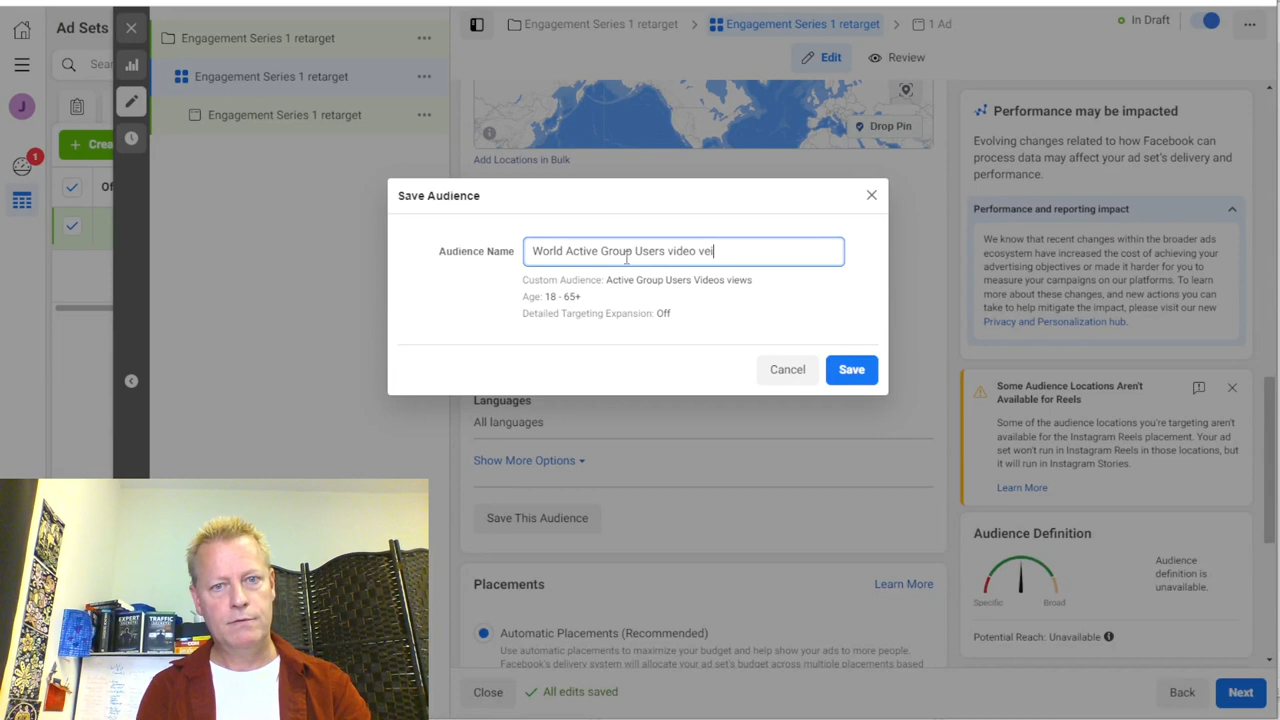 Ad Sets
Engagement Series 1 retarget
Engagement Series 1 retarget
1 Ad
In Draft
Engagement Series 1 retarget
Engagement Series 1 retarget
Engagement Series 1 retarget
Edit
Review
Sear
J
1
Crea
Of
Drop Pin
Add Locations in Bulk
Save Audience
Audience Name
World Active Group Users video vei
Custom Audience: Active Group Users Videos views
Age: 18 - 65+
Detailed Targeting Expansion: Off
Cancel
Save
Languages
All languages
Show More Options
Save This Audience
Placements
Learn More
Automatic Placements (Recommended)
Use automatic placements to maximize your budget and help show your ads to more people.
Facebook's delivery system will allocate your ad set's budget across multiple placements based
Close
All edits saved
Back
Next
Performance may be impacted
Evolving changes related to how Facebook can
process data may affect your ad set's delivery and
performance.
Performance and reporting impact
We know that recent changes within the broader ads
ecosystem have increased the cost of achieving your
advertising objectives or made it harder for you to
measure your campaigns on our platforms. To learn
more about these changes, and new actions you can
take to help mitigate the impact, please visit our new
Privacy and Personalization hub.
Some Audience Locations Aren't
Available for Reels
Some of the audience locations you're targeting aren't
available for the Instagram Reels placement. Your ad
set won't run in Instagram Reels in those locations, but
it will run in Instagram Stories.
Learn More
Audience Definition
Audience
definition is
unavailable.
Specific
Broad
Potential Reach: Unavailable
EXPERT
SECRETS
TRAFFIC
SECRETS